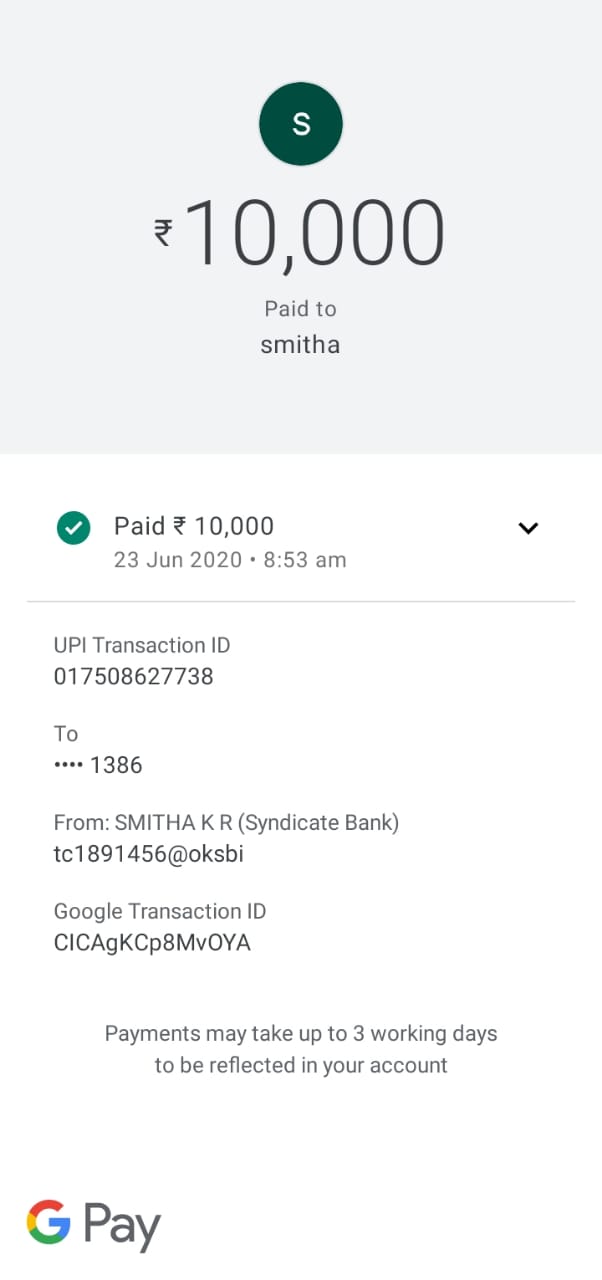 S
₹10,000
Paid to
smitha
Paid ₹ 10,000
23 Jun 2020 • 8:53 am
UPI Transaction ID
017508627738
To
•••• 1386
From: SMITHA K R (Syndicate Bank)
tc1891456@oksbi
Google Transaction ID
CICAgKCp8MvOYA
Payments may take up to 3 working days
to be reflected in your account
G Pay